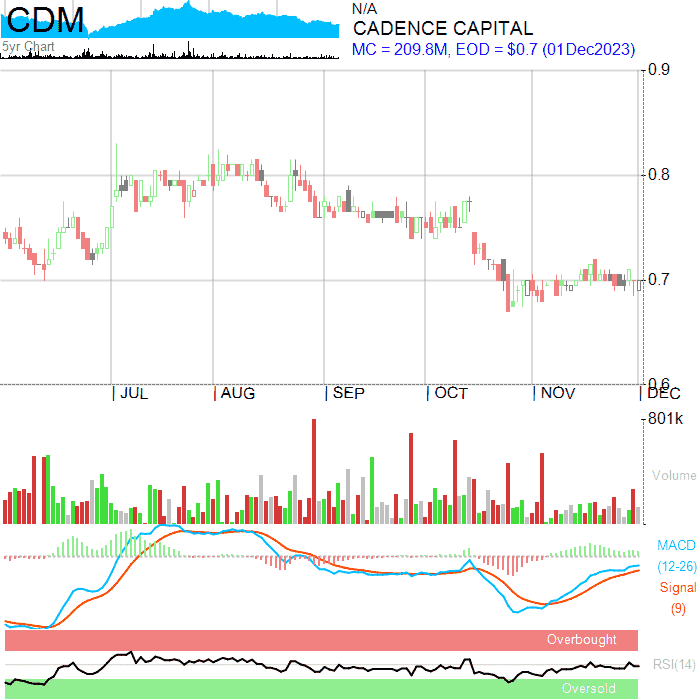 CDM
5yr Chart
N/A
CADENCE CAPITAL
MC = 209.8M, EOD = $0.7 (01Dec2023)
0.9
0.8
0.7
0.6
| JUL | AUG | SEP | OCT | NOV | DEC
801k
Volume
MACD
(12-26)
Signal
(9)
Overbought
RSI(14)
Oversold